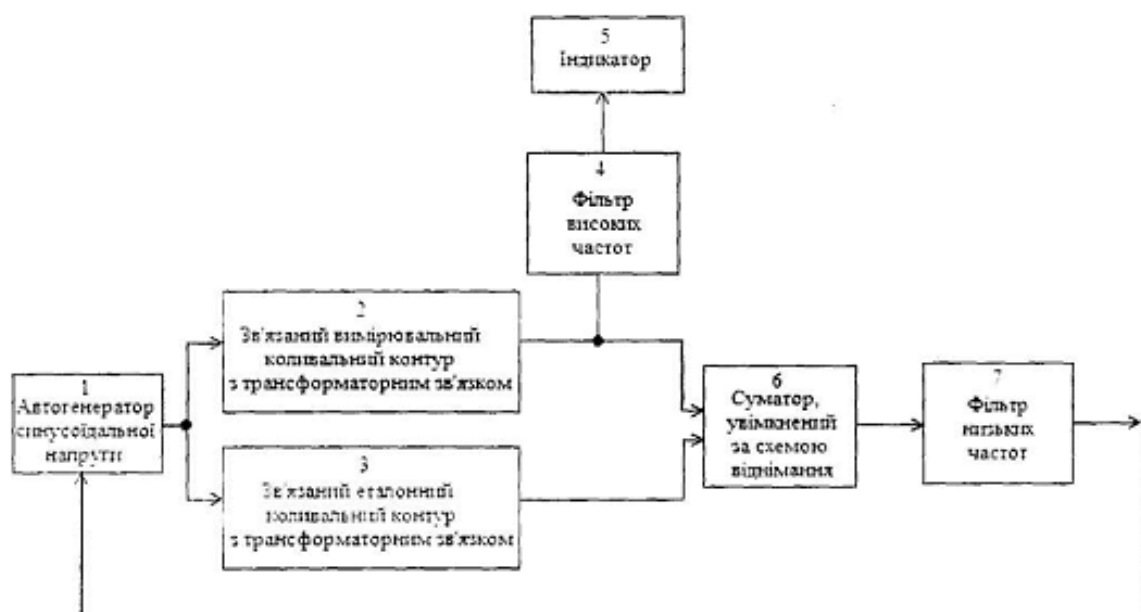 5
Індикатор
4
Фільтр
високих
частот
2
Зв'язаний вимірювальний
коливальний контур
з трансформаторним зв'язком
1
Автогенератор
синусоїдальної
напруги
3
Зв'язаний еталонний
коливальний контур
з трансформаторним зв'язком
6
Суматор,
увімкнений
за схемою
віднімання
7
Фільтр
низьких
частот